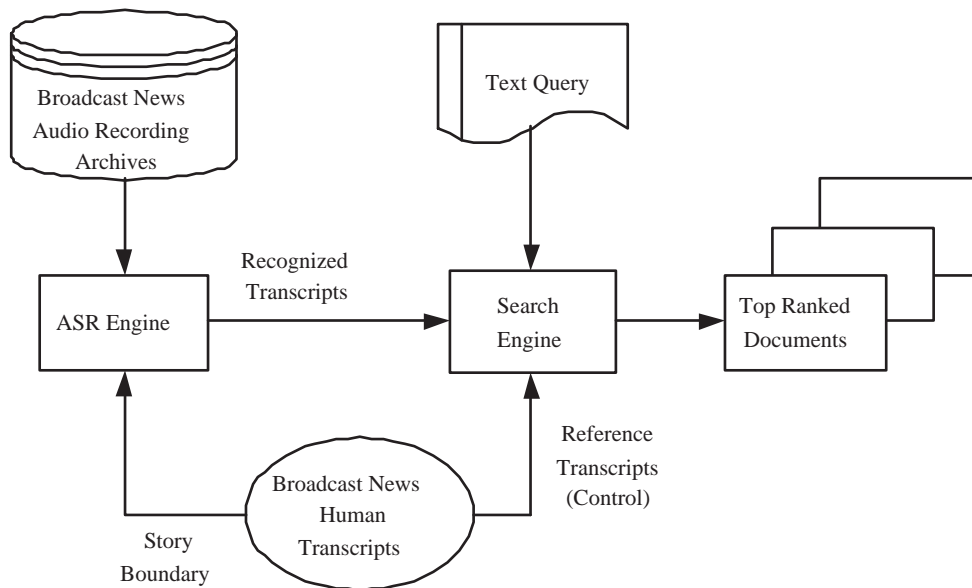 Broadcast News
Audio Recording
Archives
Text Query
Recognized
Transcripts
ASR Engine
Search
Engine
Top Ranked
Documents
Reference
Transcripts
(Control)
Broadcast News
Human
Transcripts
Story
Boundary